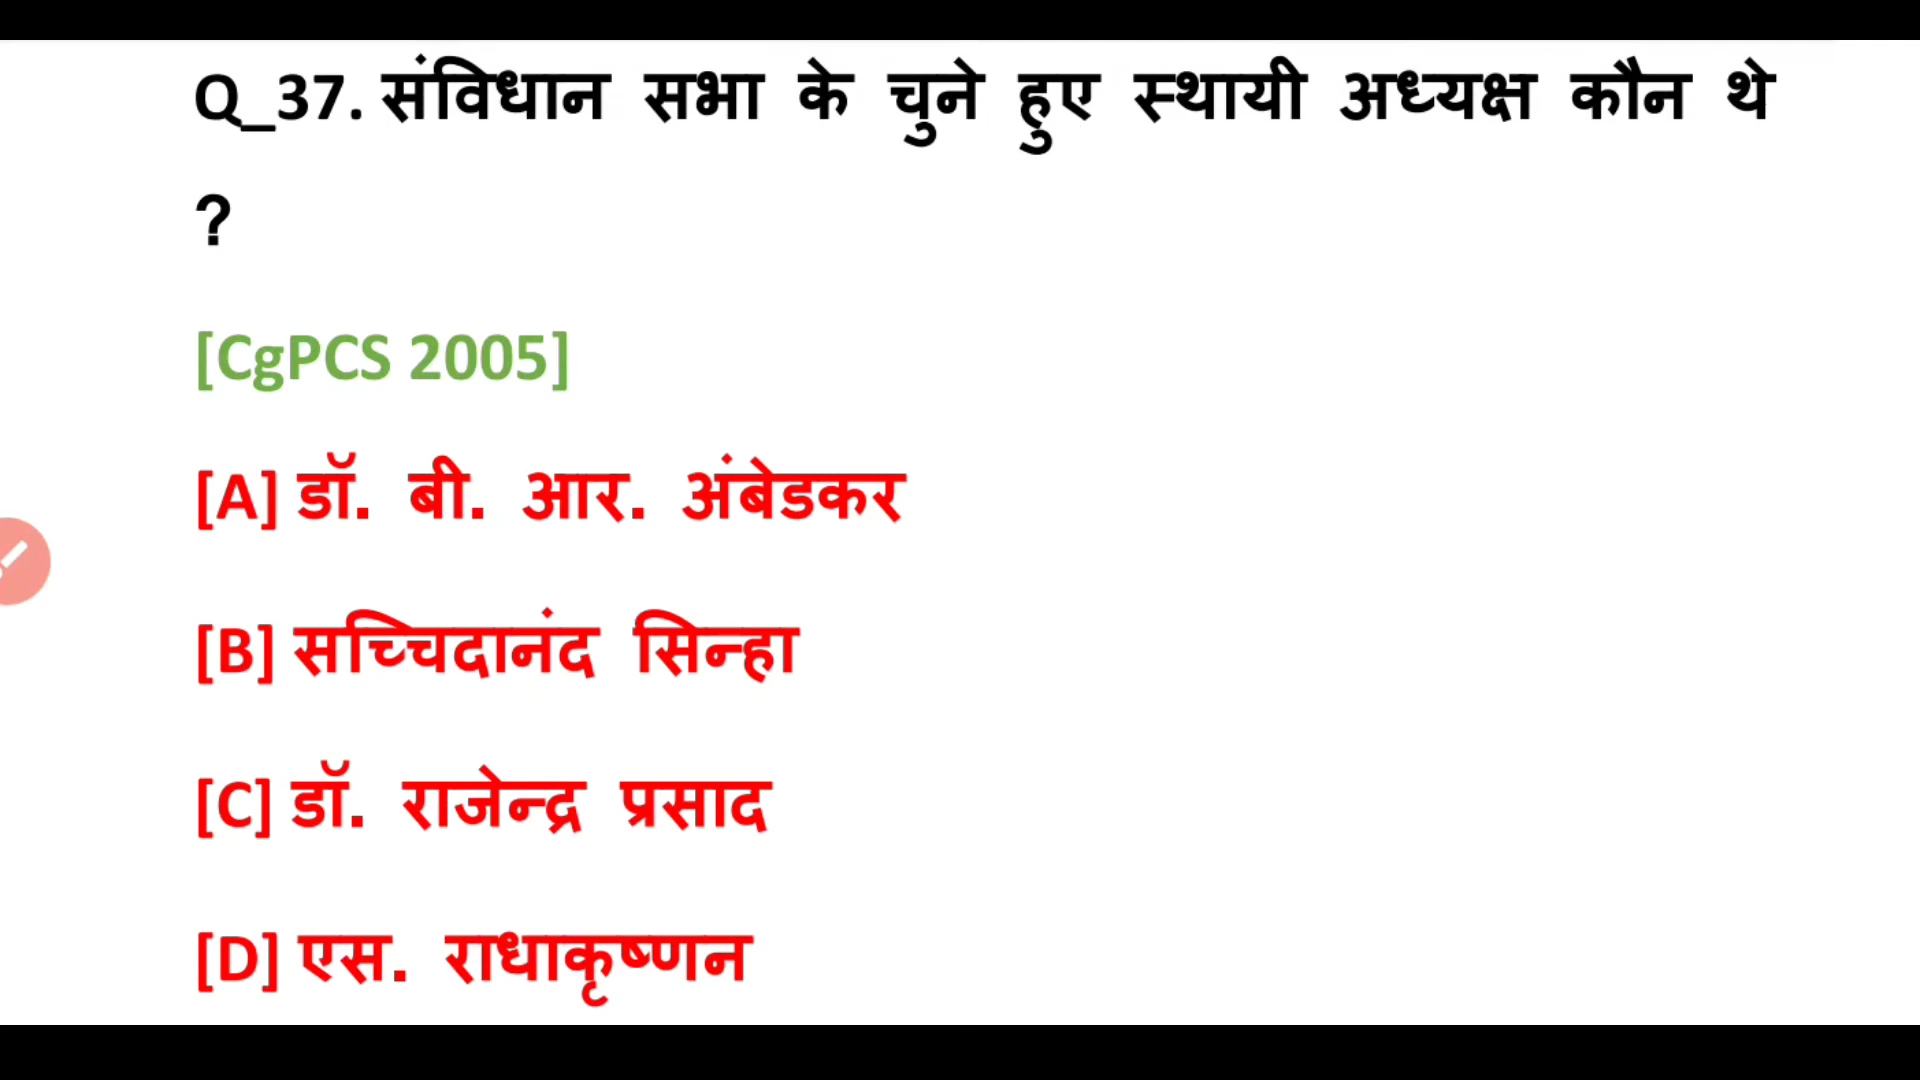 Q_37. संविधान सभा के चुने हुए स्थायी अध्यक्ष कौन थे
?
[CgPCS 2005]
[A] डॉ. बी. आर. अंबेडकर
[B] सच्चिदानंद सिन्हा
[C] डॉ. राजेन्द्र प्रसाद
[D] एस. राधाकृष्णन